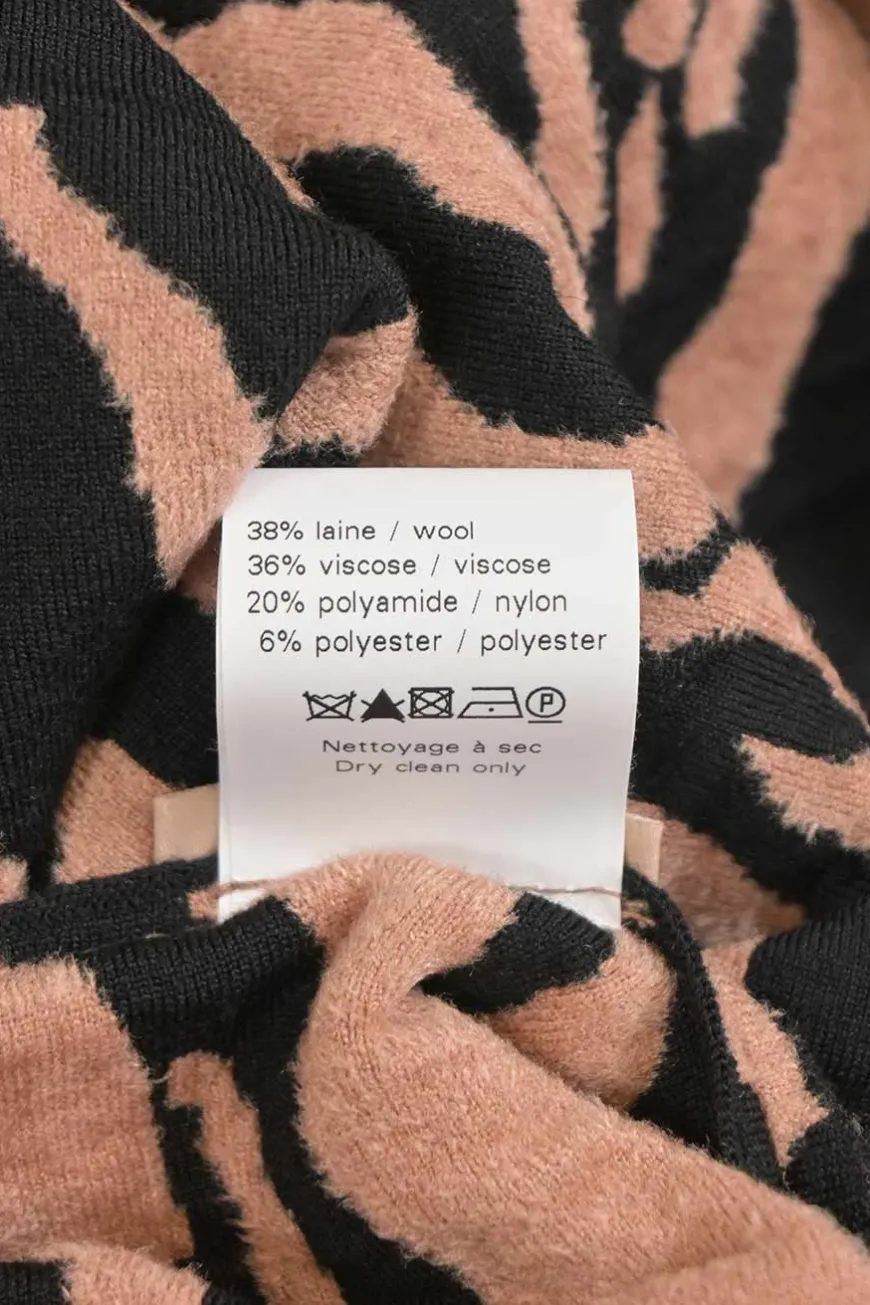 38% laine / wool
36% viscose / viscose
20% polyamide / nylon
6% polyester / polyester
P
Nettoyage à sec
Dry clean only